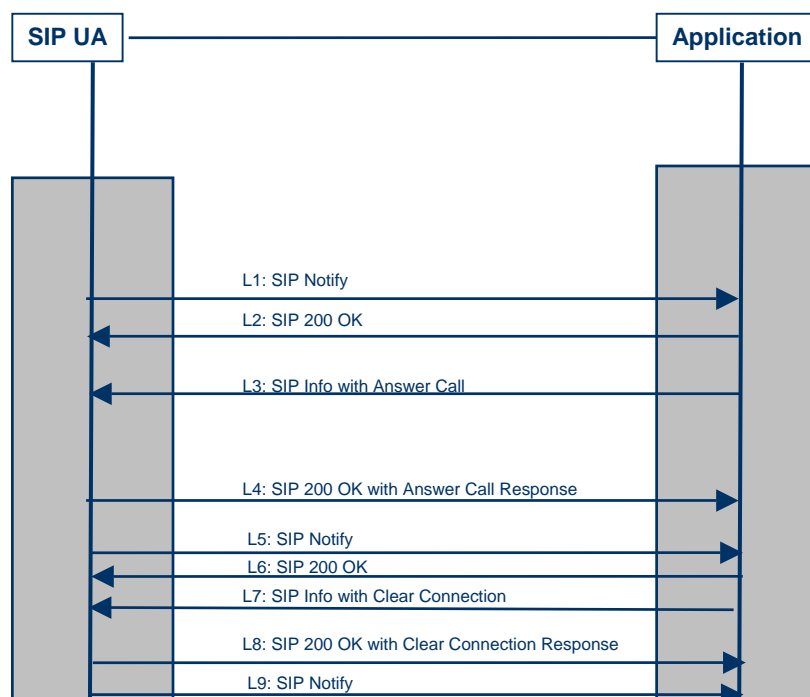 SIP UA
Application
L1: SIP Notify
L2: SIP 200 OK
L3: SIP Info with Answer Call
L4: SIP 200 OK with Answer Call Response
L5: SIP Notify
L6: SIP 200 OK
L7: SIP Info with Clear Connection
L8: SIP 200 OK with Clear Connection Response
L9: SIP Notify